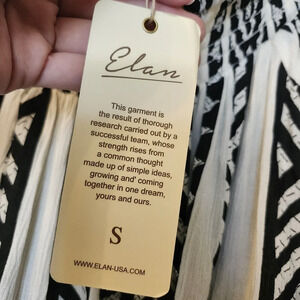 Elan
This garment is
the result of thorough
research carried out by a
successful team, whose
strength rises from
a common thought
made up of simple ideas,
growing and' coming
together in one dream,
yours and ours.
S
WWW.ELAN-USA.COM